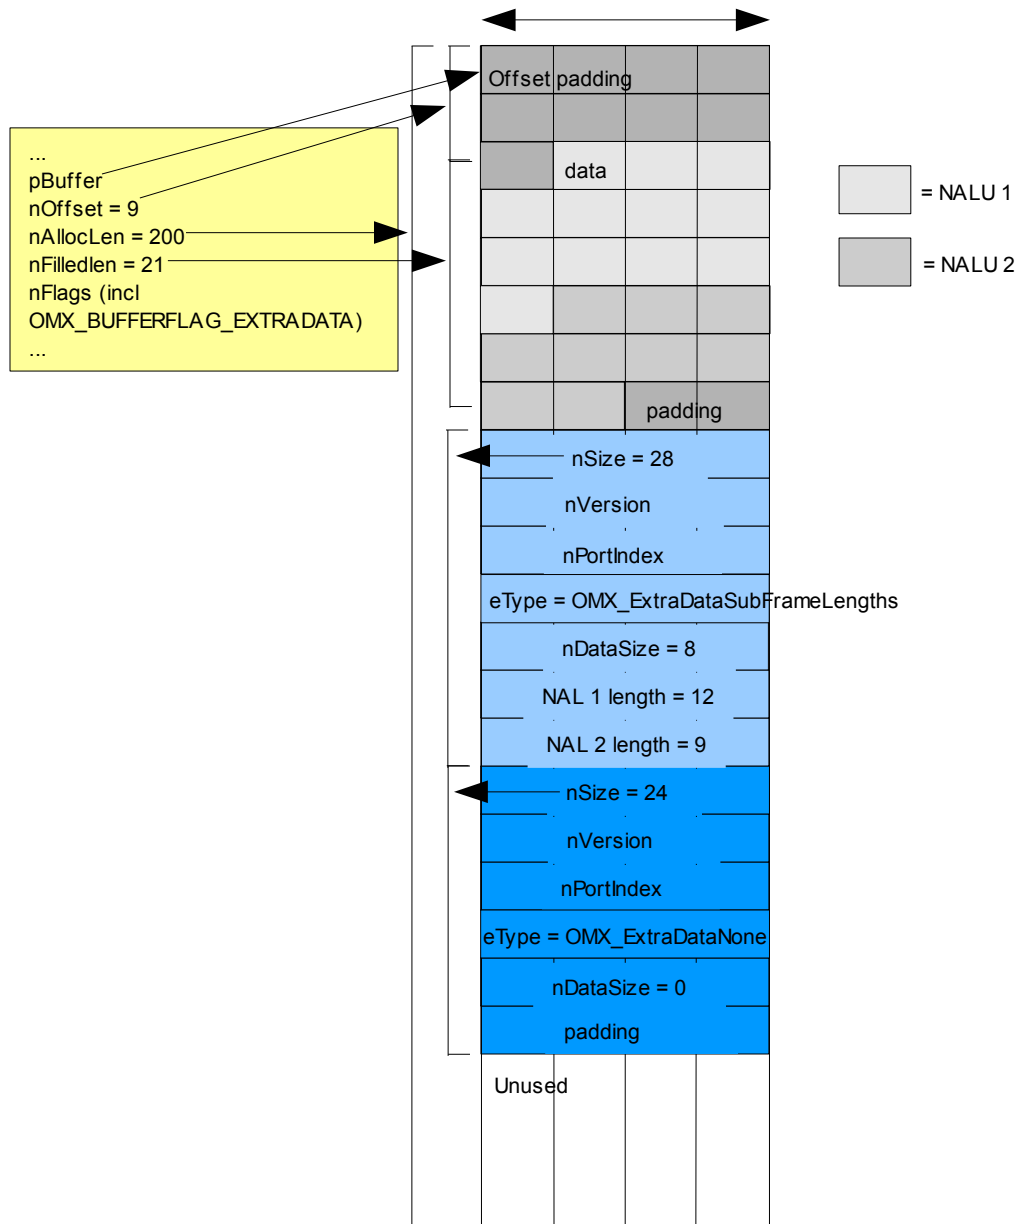 ...
pBuffer
nOffset = 9
nAllocLen = 200
nFilledlen = 21
nFlags (incl
OMX_BUFFERFLAG_EXTRADATA)
...
Offset padding
data
padding
nSize = 28
nVersion
nPortIndex
eType = OMX_ExtraDataSubFrameLengths
nDataSize = 8
NAL 1 length = 12
NAL 2 length = 9
nSize = 24
nVersion
nPortIndex
eType = OMX_ExtraDataNone
nDataSize = 0
padding
Unused
= NALU 1
= NALU 2